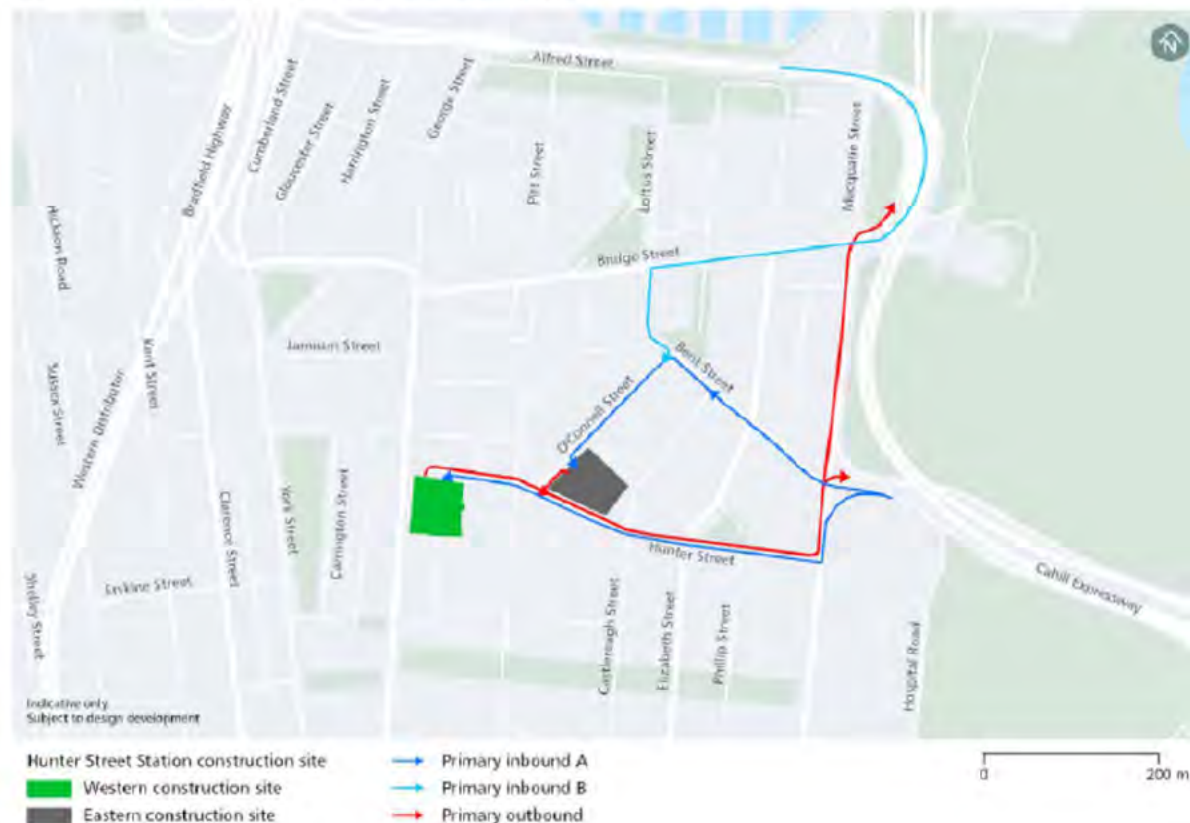 Alfred Street
Bradfield Highway
Cumberland Street
Gloucester Street
Harrington Street
George Street
Pitt Street
Loftus Street
Macquarie Street
Hickson Road
Bridge Street
Jamison Street
Bent Street
O'Connell Street
Sussex Street
Kent Street
Western Distributor
Clarence Street
York Street
Carrington Street
Hunter Street
Erskine Street
Shelley Street
Castlereagh Street
Elizabeth Street
Phillip Street
Hospital Road
Cahill Expressway
N
Indicative only
Subject to design development
Hunter Street Station construction site
Western construction site
Eastern construction site
Primary inbound A
Primary inbound B
Primary outbound
0 200 m